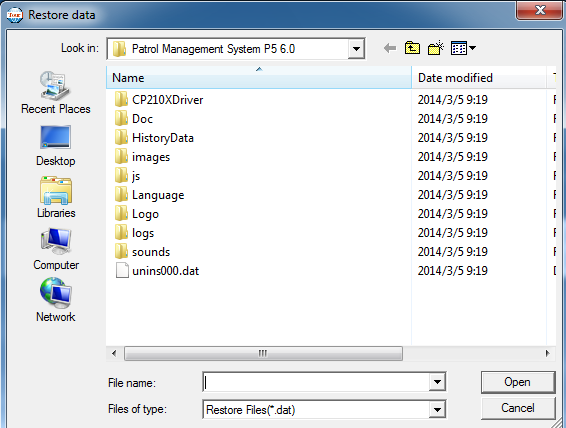 Restore data
Look in: Patrol Management System P5 6.0
Name Date modified
CP210XDriver 2014/3/5 9:19
Doc 2014/3/5 9:19
HistoryData 2014/3/5 9:19
images 2014/3/5 9:19
js 2014/3/5 9:19
Language 2014/3/5 9:19
Logo 2014/3/5 9:19
logs 2014/3/5 9:19
sounds 2014/3/5 9:19
unins000.dat 2014/3/5 9:19
Recent Places
Desktop
Libraries
Computer
Network
File name: Open
Files of type: Restore Files(*.dat) Cancel